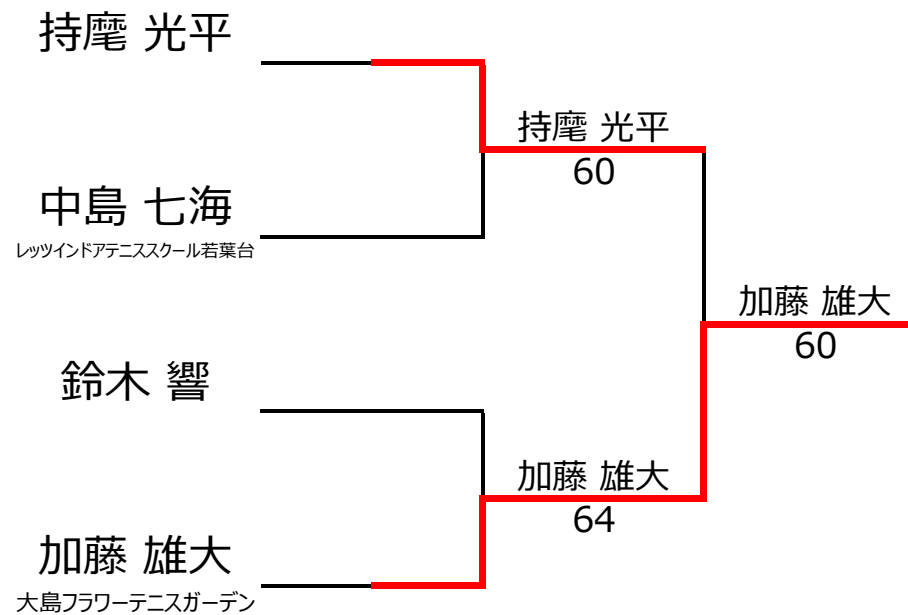 持麾 光平
持麾 光平
60
中島 七海
レッツインドアテニススクール若葉台
加藤 雄大
60
鈴木 響
加藤 雄大
64
加藤 雄大
大島フラワーテニスガーデン